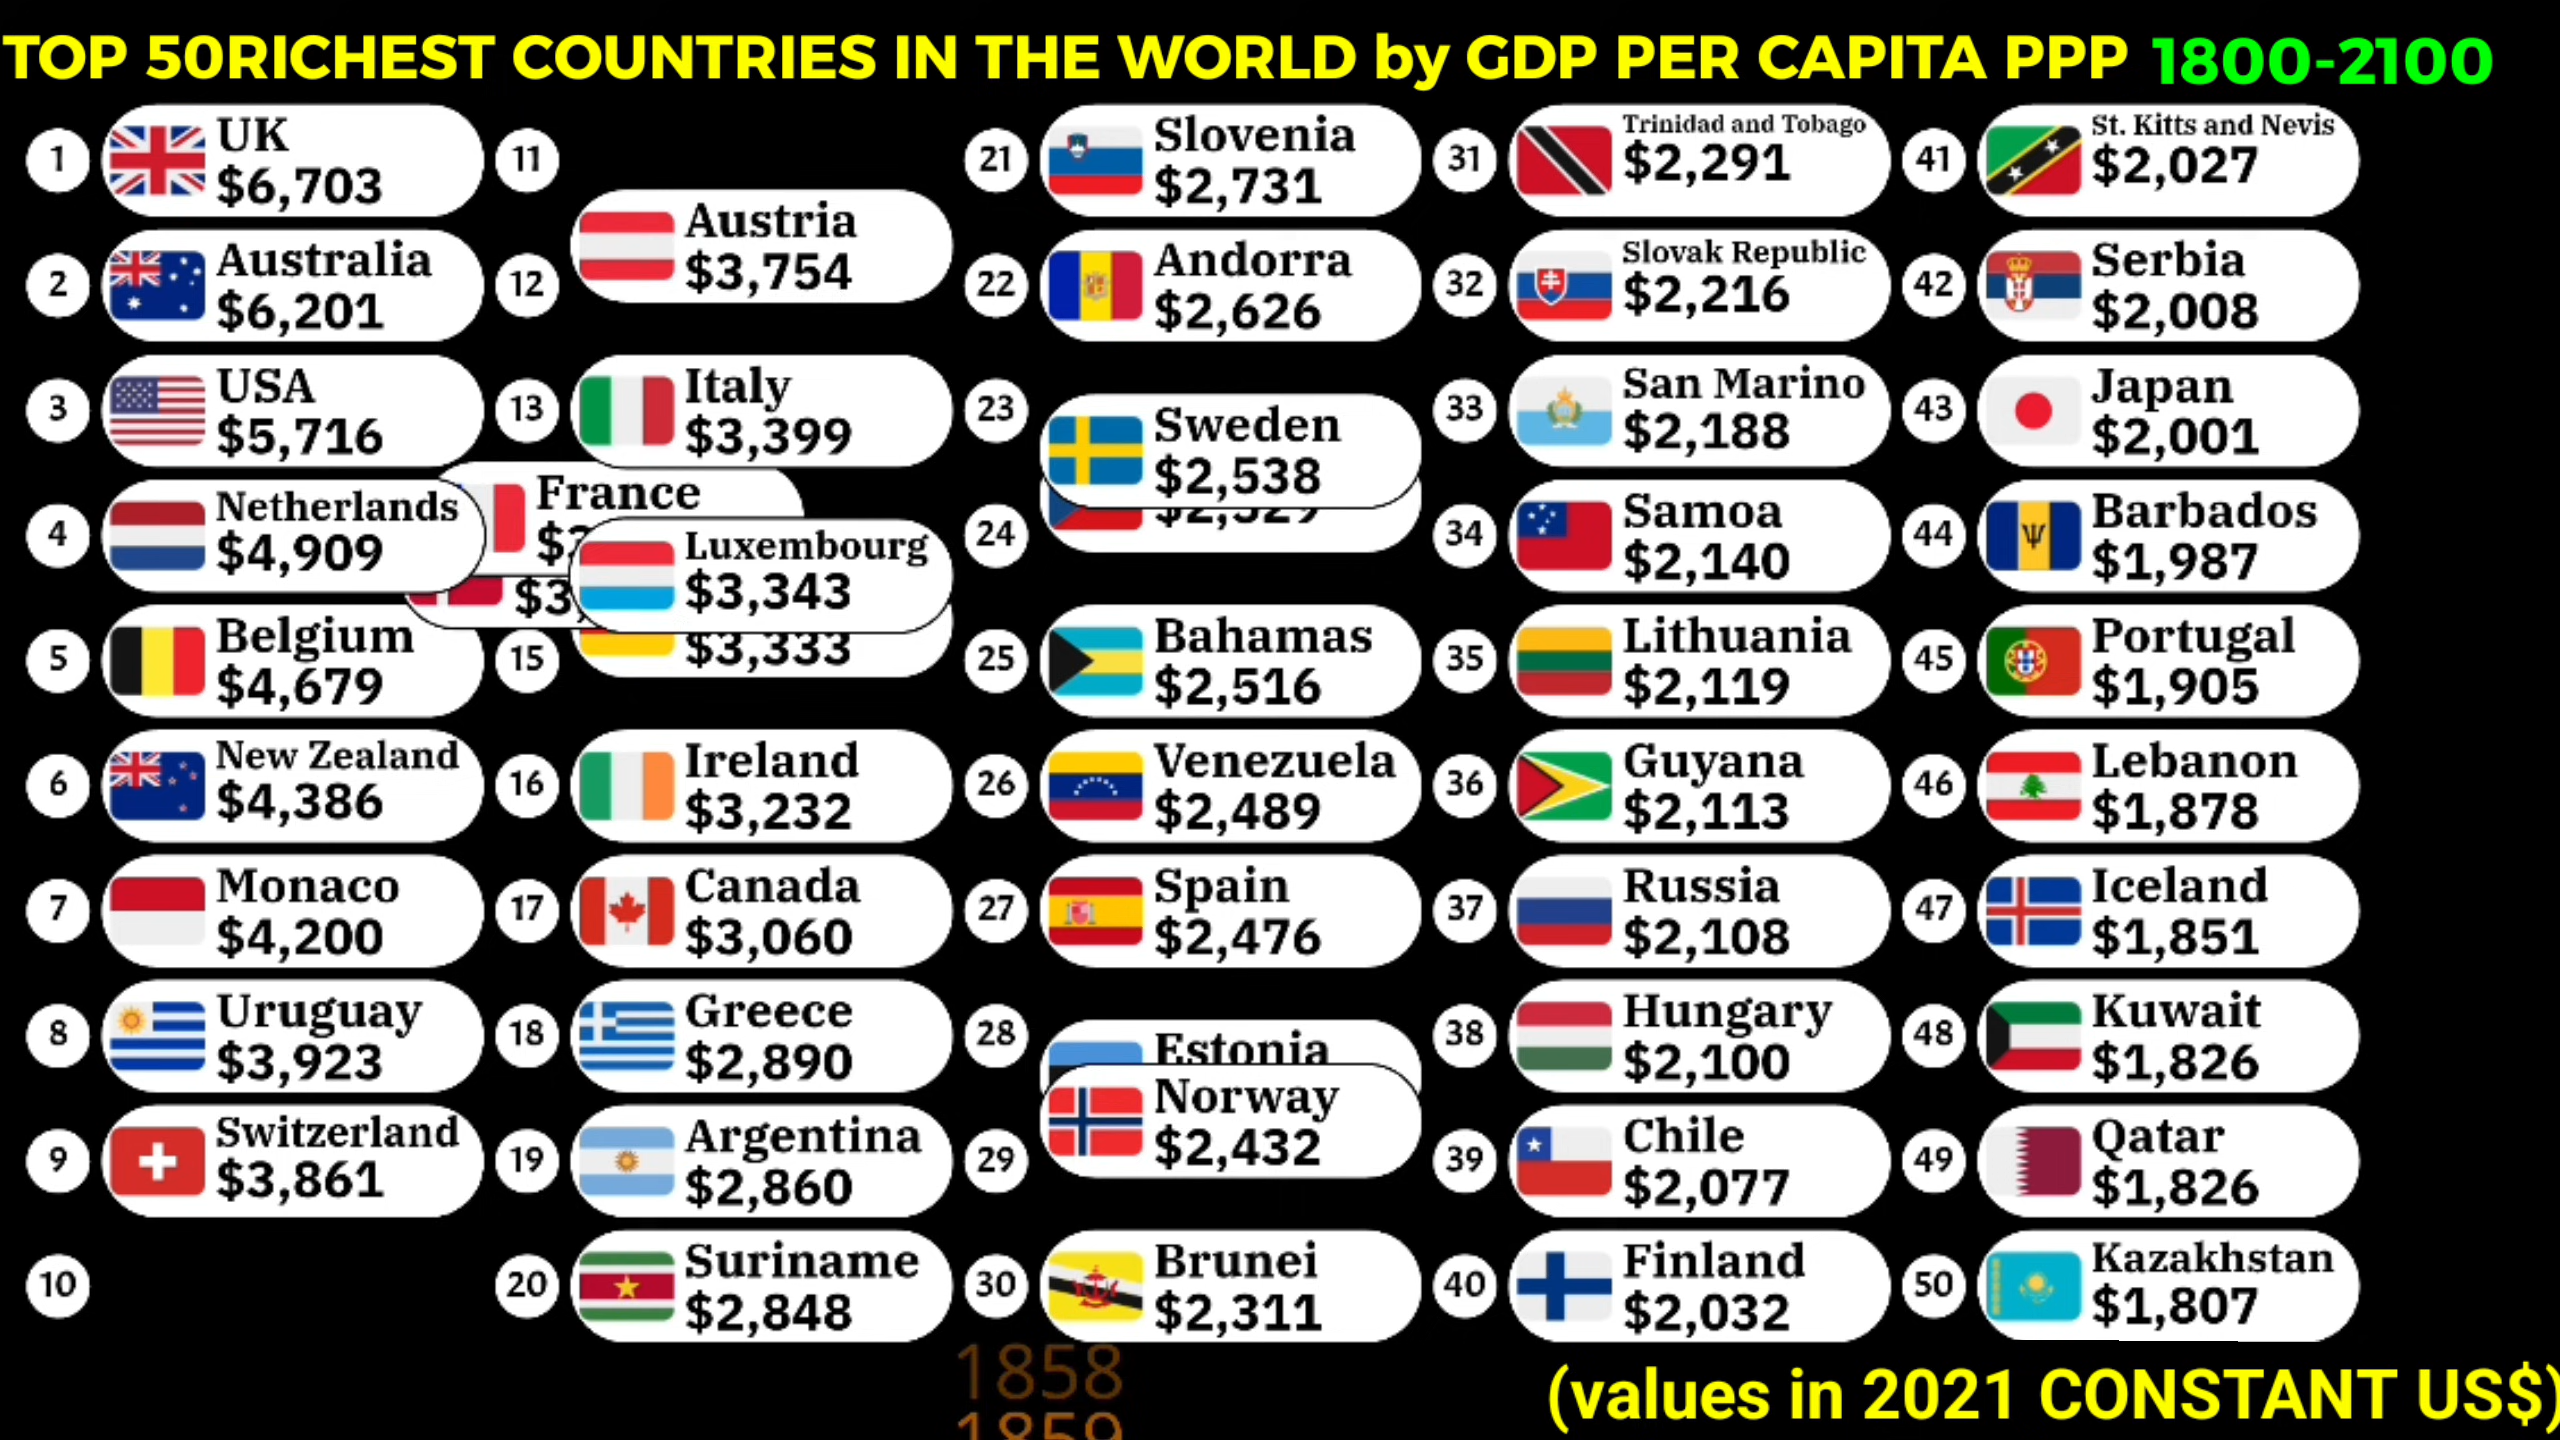 TOP 50RICHEST COUNTRIES IN THE WORLD by GDP PER CAPITA PPP 1800-2100
1
UK
$6,703
2
Australia
$6,201
3
USA
$5,716
4
Netherlands
$4,909
5
Belgium
$4,679
6
New Zealand
$4,386
7
Monaco
$4,200
8
Uruguay
$3,923
9
Switzerland
$3,861
10
France
11
12
Austria
$3,754
13
Italy
$3,399
Luxembourg
$3,343
15
$3,333
16
Ireland
$3,232
17
Canada
$3,060
18
Greece
$2,890
19
Argentina
$2,860
20
Suriname
$2,848
21
Slovenia
$2,731
22
Andorra
$2,626
23
Sweden
$2,538
24
25
Bahamas
$2,516
26
Venezuela
$2,489
27
Spain
$2,476
28
Estonia
29
Norway
$2,432
30
Brunei
$2,311
31
Trinidad and Tobago
$2,291
32
Slovak Republic
$2,216
33
San Marino
$2,188
34
Samoa
$2,140
35
Lithuania
$2,119
36
Guyana
$2,113
37
Russia
$2,108
38
Hungary
$2,100
39
Chile
$2,077
40
Finland
$2,032
41
St. Kitts and Nevis
$2,027
42
Serbia
$2,008
43
Japan
$2,001
44
Barbados
$1,987
45
Portugal
$1,905
46
Lebanon
$1,878
47
Iceland
$1,851
48
Kuwait
$1,826
49
Qatar
$1,826
50
Kazakhstan
$1,807
1858
1859
(values in 2021 CONSTANT US$)